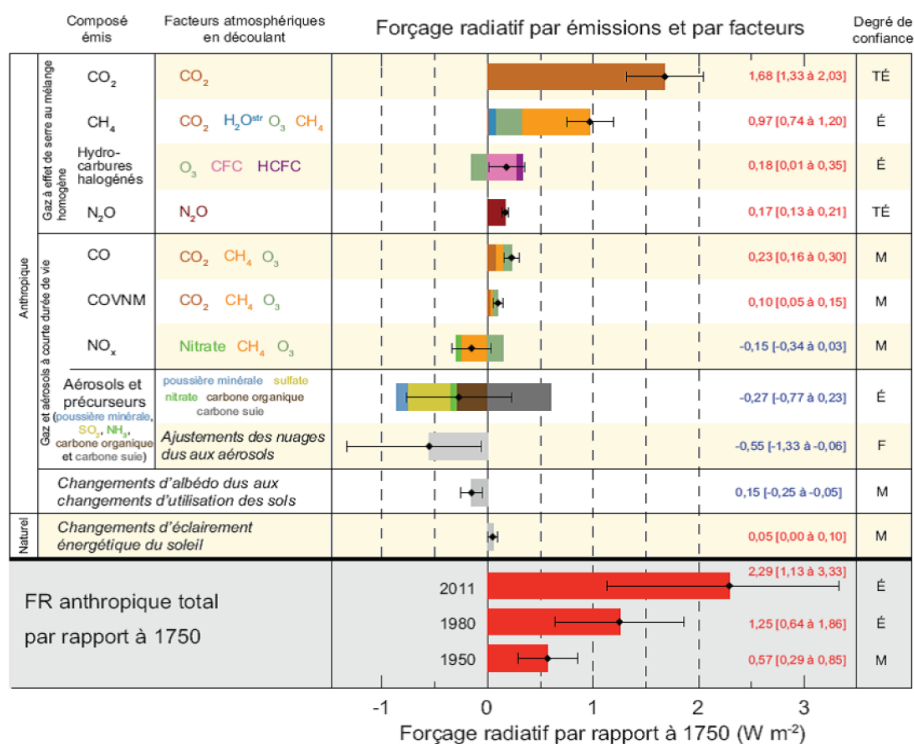 Composé émis
Facteurs atmosphériques en découlant
Forçage radiatif par émissions et par facteurs
Degré de confiance
Anthropique
Gaz à effet de serre au mélange homogène
CO₂
CO₂
1,68 [1,33 à 2,03]
TÉ
CH₄
CO₂ H₂Oˢᵗʳ O₃ CH₄
0,97 [0,74 à 1,20]
É
Hydro-
carbures
halogénés
O₃ CFC HCFC
0,18 [0,01 à 0,35]
É
N₂O
N₂O
0,17 [0,13 à 0,21]
TÉ
Gaz et aérosols à courte durée de vie
CO
CO₂ CH₄ O₃
0,23 [0,16 à 0,30]
M
COVNM
CO₂ CH₄ O₃
0,10 [0,05 à 0,15]
M
NOₓ
Nitrate CH₄ O₃
-0,15 [-0,34 à 0,03]
M
Aérosols et
précurseurs
(poussière minérale,
SO₂, NH₃,
carbone organique
et carbone suie)
poussière minérale sulfate
nitrate carbone organique
carbone suie
-0,27 [-0,77 à 0,23]
É
Ajustements des nuages
dus aux aérosols
-0,55 [-1,33 à -0,06]
F
Changements d'albédo dus aux
changements d'utilisation des sols
0,15 [-0,25 à -0,05]
M
Naturel
Changements d'éclairement
énergétique du soleil
0,05 [0,00 à 0,10]
M
FR anthropique total
par rapport à 1750
2011
2,29 [1,13 à 3,33]
É
1980
1,25 [0,64 à 1,86]
É
1950
0,57 [0,29 à 0,85]
M
-1 0 1 2 3
Forçage radiatif par rapport à 1750 (W m⁻²)